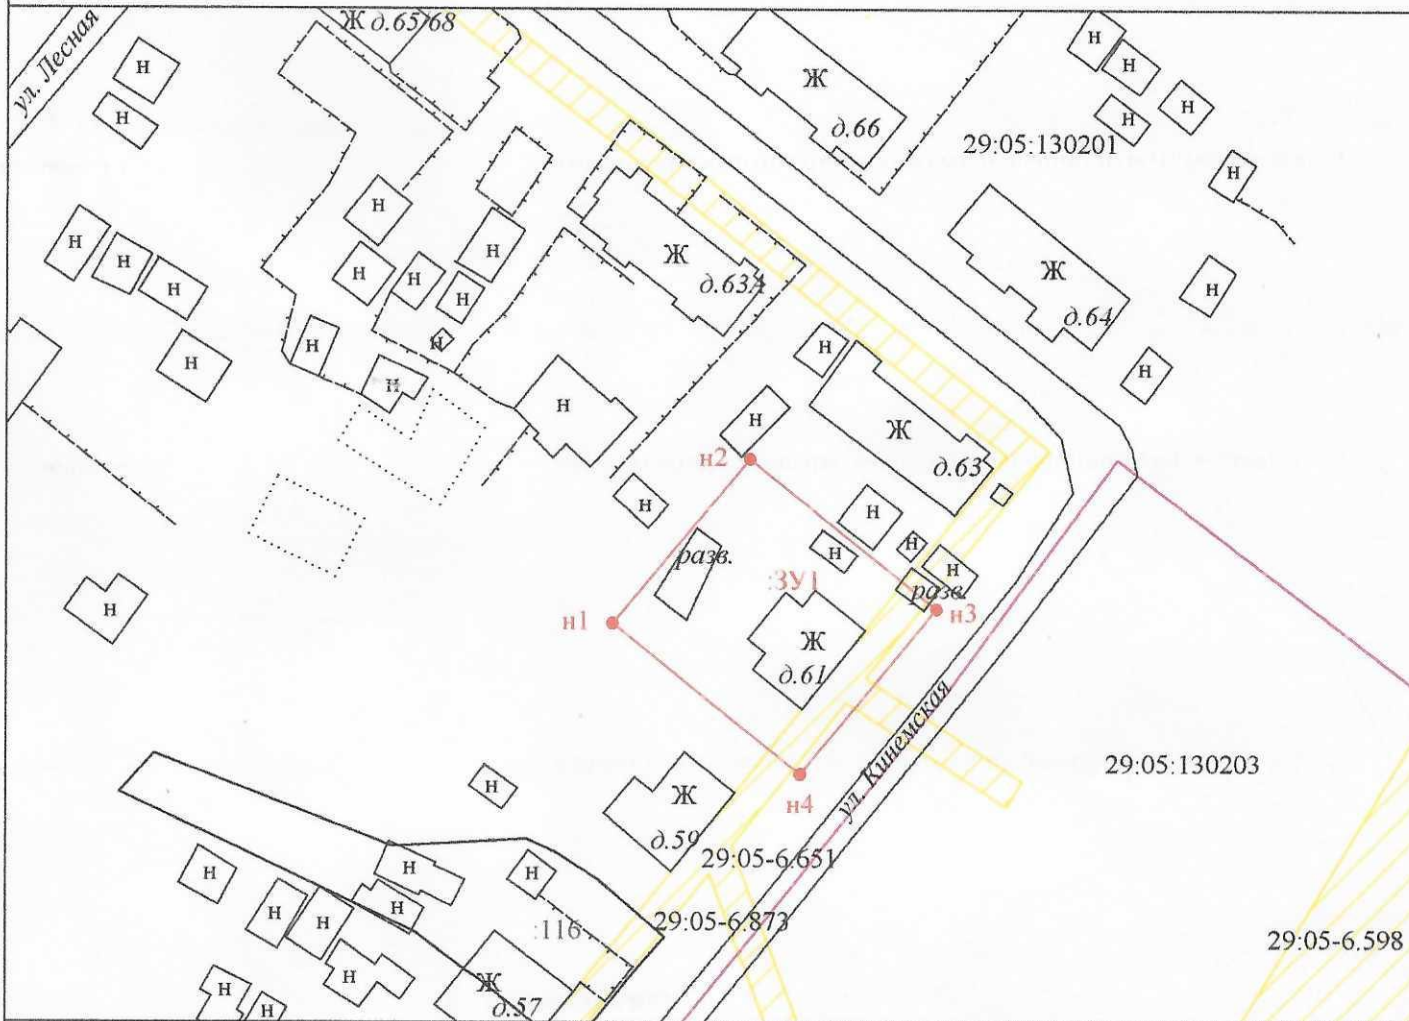 ул. Лесная
Ж д.65/68
н
н
Ж
д.66
н
н
н
н
29:05:130201
н
н
н
н
н
н
н
н
н
н
н
н
Ж
д.63А
Ж
д.64
н
н
н
н
н
н
н
н
н2
Ж
д.63
н
н
разв.
н
н
н
:ЗУ1
разв.
н3
н1
Ж
д.61
н
ул. Кинемская
29:05:130203
н4
н
Ж
д.59
29:05-6.651
н
н
н
н
н
н
:116
29:05-6.873
29:05-6.598
н
н
н
Ж
д.57